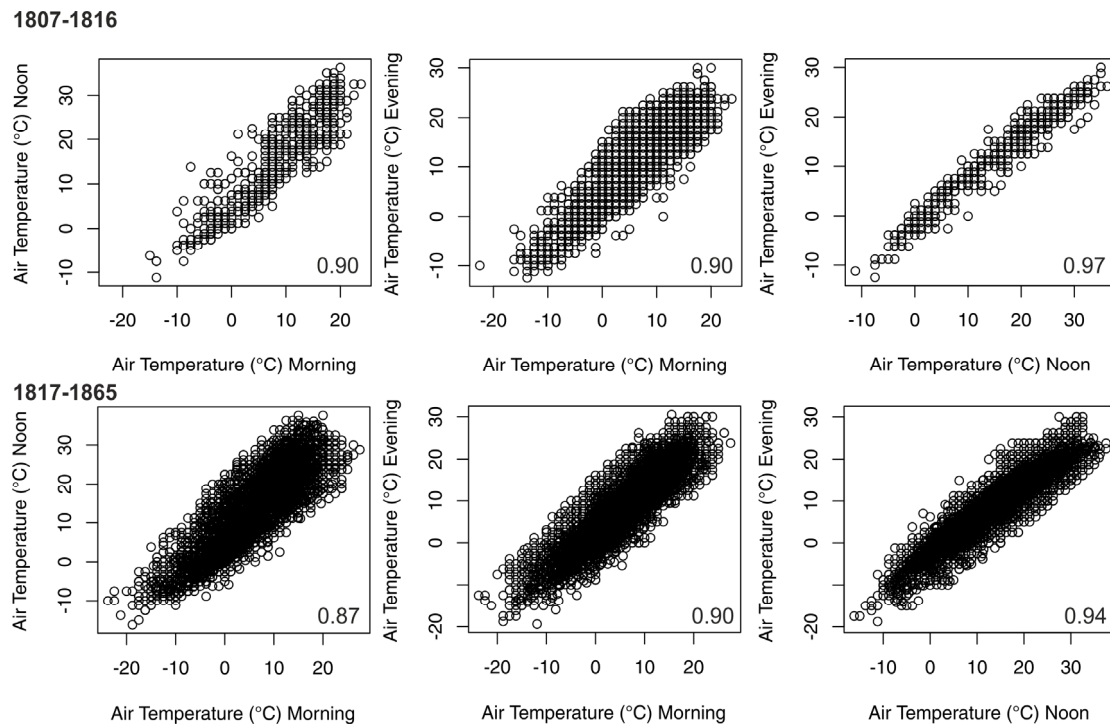 1807-1816
Air Temperature (°C) Noon
30
20
10
0
-10
0.90
-20 -10 0 10 20
Air Temperature (°C) Morning
Air Temperature (°C) Evening
30
20
10
0
-10
0.90
-20 -10 0 10 20
Air Temperature (°C) Morning
Air Temperature (°C) Evening
30
20
10
0
-10
0.97
-10 0 10 20 30
Air Temperature (°C) Noon
1817-1865
Air Temperature (°C) Noon
30
20
10
0
-10
0.87
-20 -10 0 10 20
Air Temperature (°C) Morning
Air Temperature (°C) Evening
30
20
10
0
-20
0.90
-20 -10 0 10 20
Air Temperature (°C) Morning
Air Temperature (°C) Evening
30
20
10
0
-20
0.94
-10 0 10 20 30
Air Temperature (°C) Noon